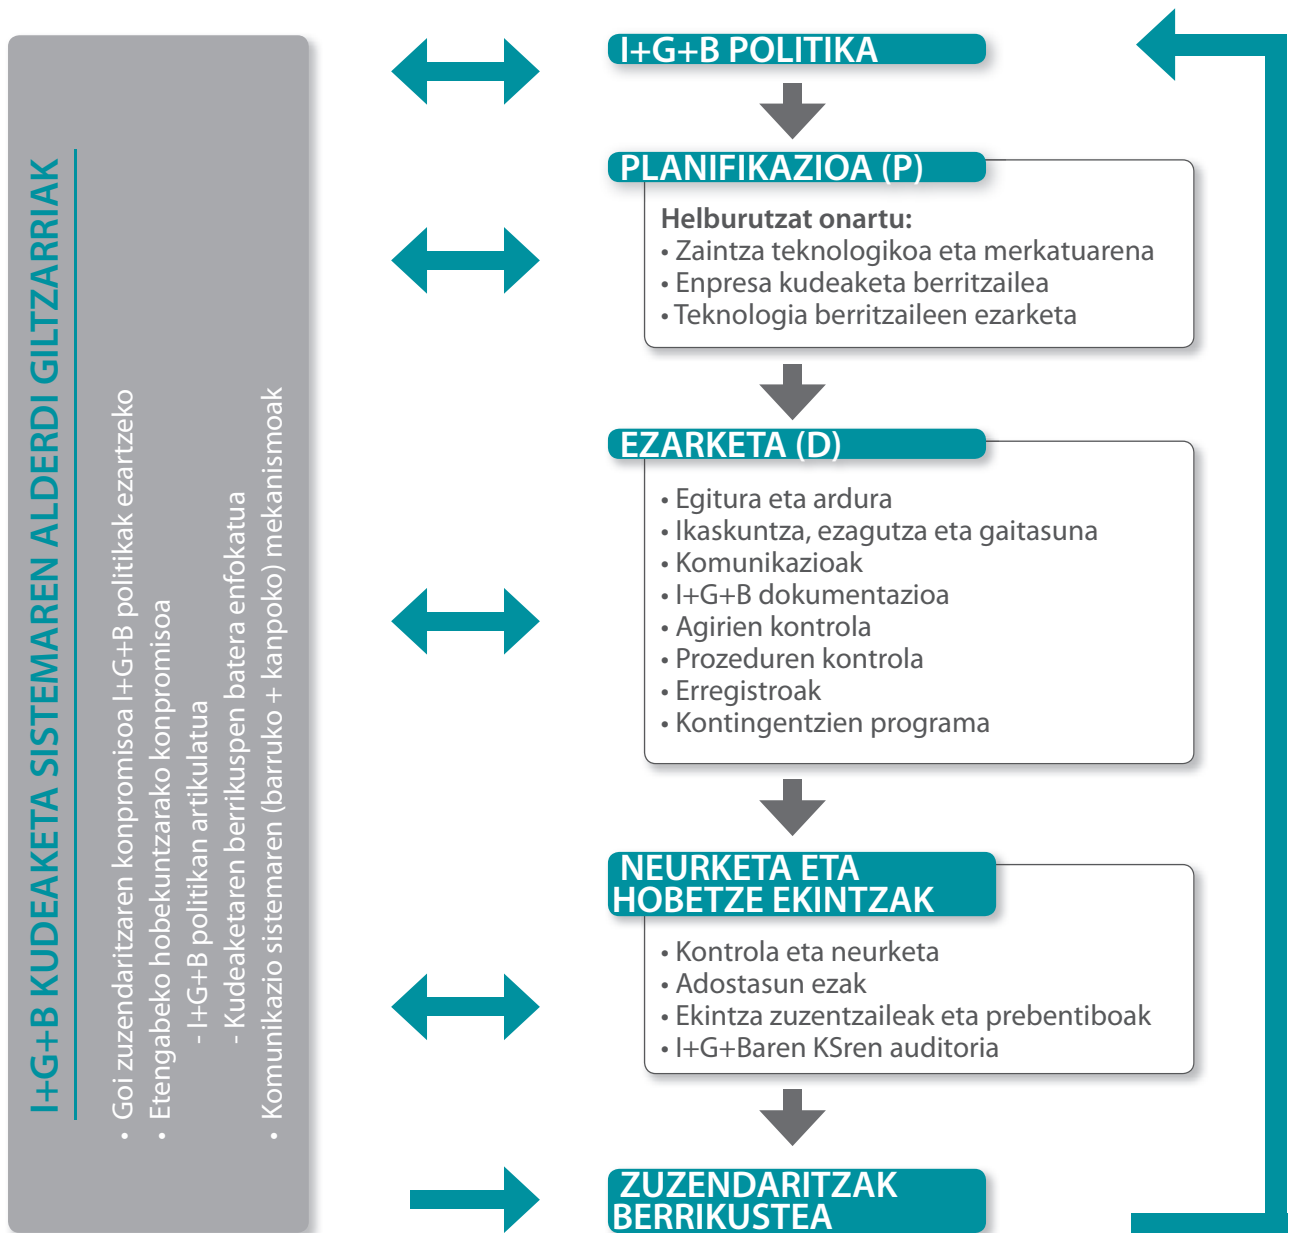 I+G+B KUDEAKETA SISTEMAREN ALDERDI GILTZARRIAK
• Goi zuzendaritzaren konpromisoa I+G+B politikak ezartzeko
• Etengabeko hobekuntzarako konpromisoa
- I+G+B politikan artikulatua
- Kudeaketaren berrikuspen batera enfokatua
• Komunikazio sistemaren (barruko + kanpoko) mekanismoak
I+G+B POLITIKA
PLANIFIKAZIOA (P)
Helburutzat onartu:
• Zaintza teknologikoa eta merkatuarena
• Enpresa kudeaketa berritzailea
• Teknologia berritzaileen ezarketa
EZARKETA (D)
• Egitura eta ardura
• Ikaskuntza, ezagutza eta gaitasuna
• Komunikazioak
• I+G+B dokumentazioa
• Agirien kontrola
• Prozeduren kontrola
• Erregistroak
• Kontingentzien programa
NEURKETA ETA
HOBETZE EKINTZAK
• Kontrola eta neurketa
• Adostasun ezak
• Ekintza zuzentzaileak eta prebentiboak
• I+G+Baren KSren auditoria
ZUZENDARITZAK
BERRIKUSTEA